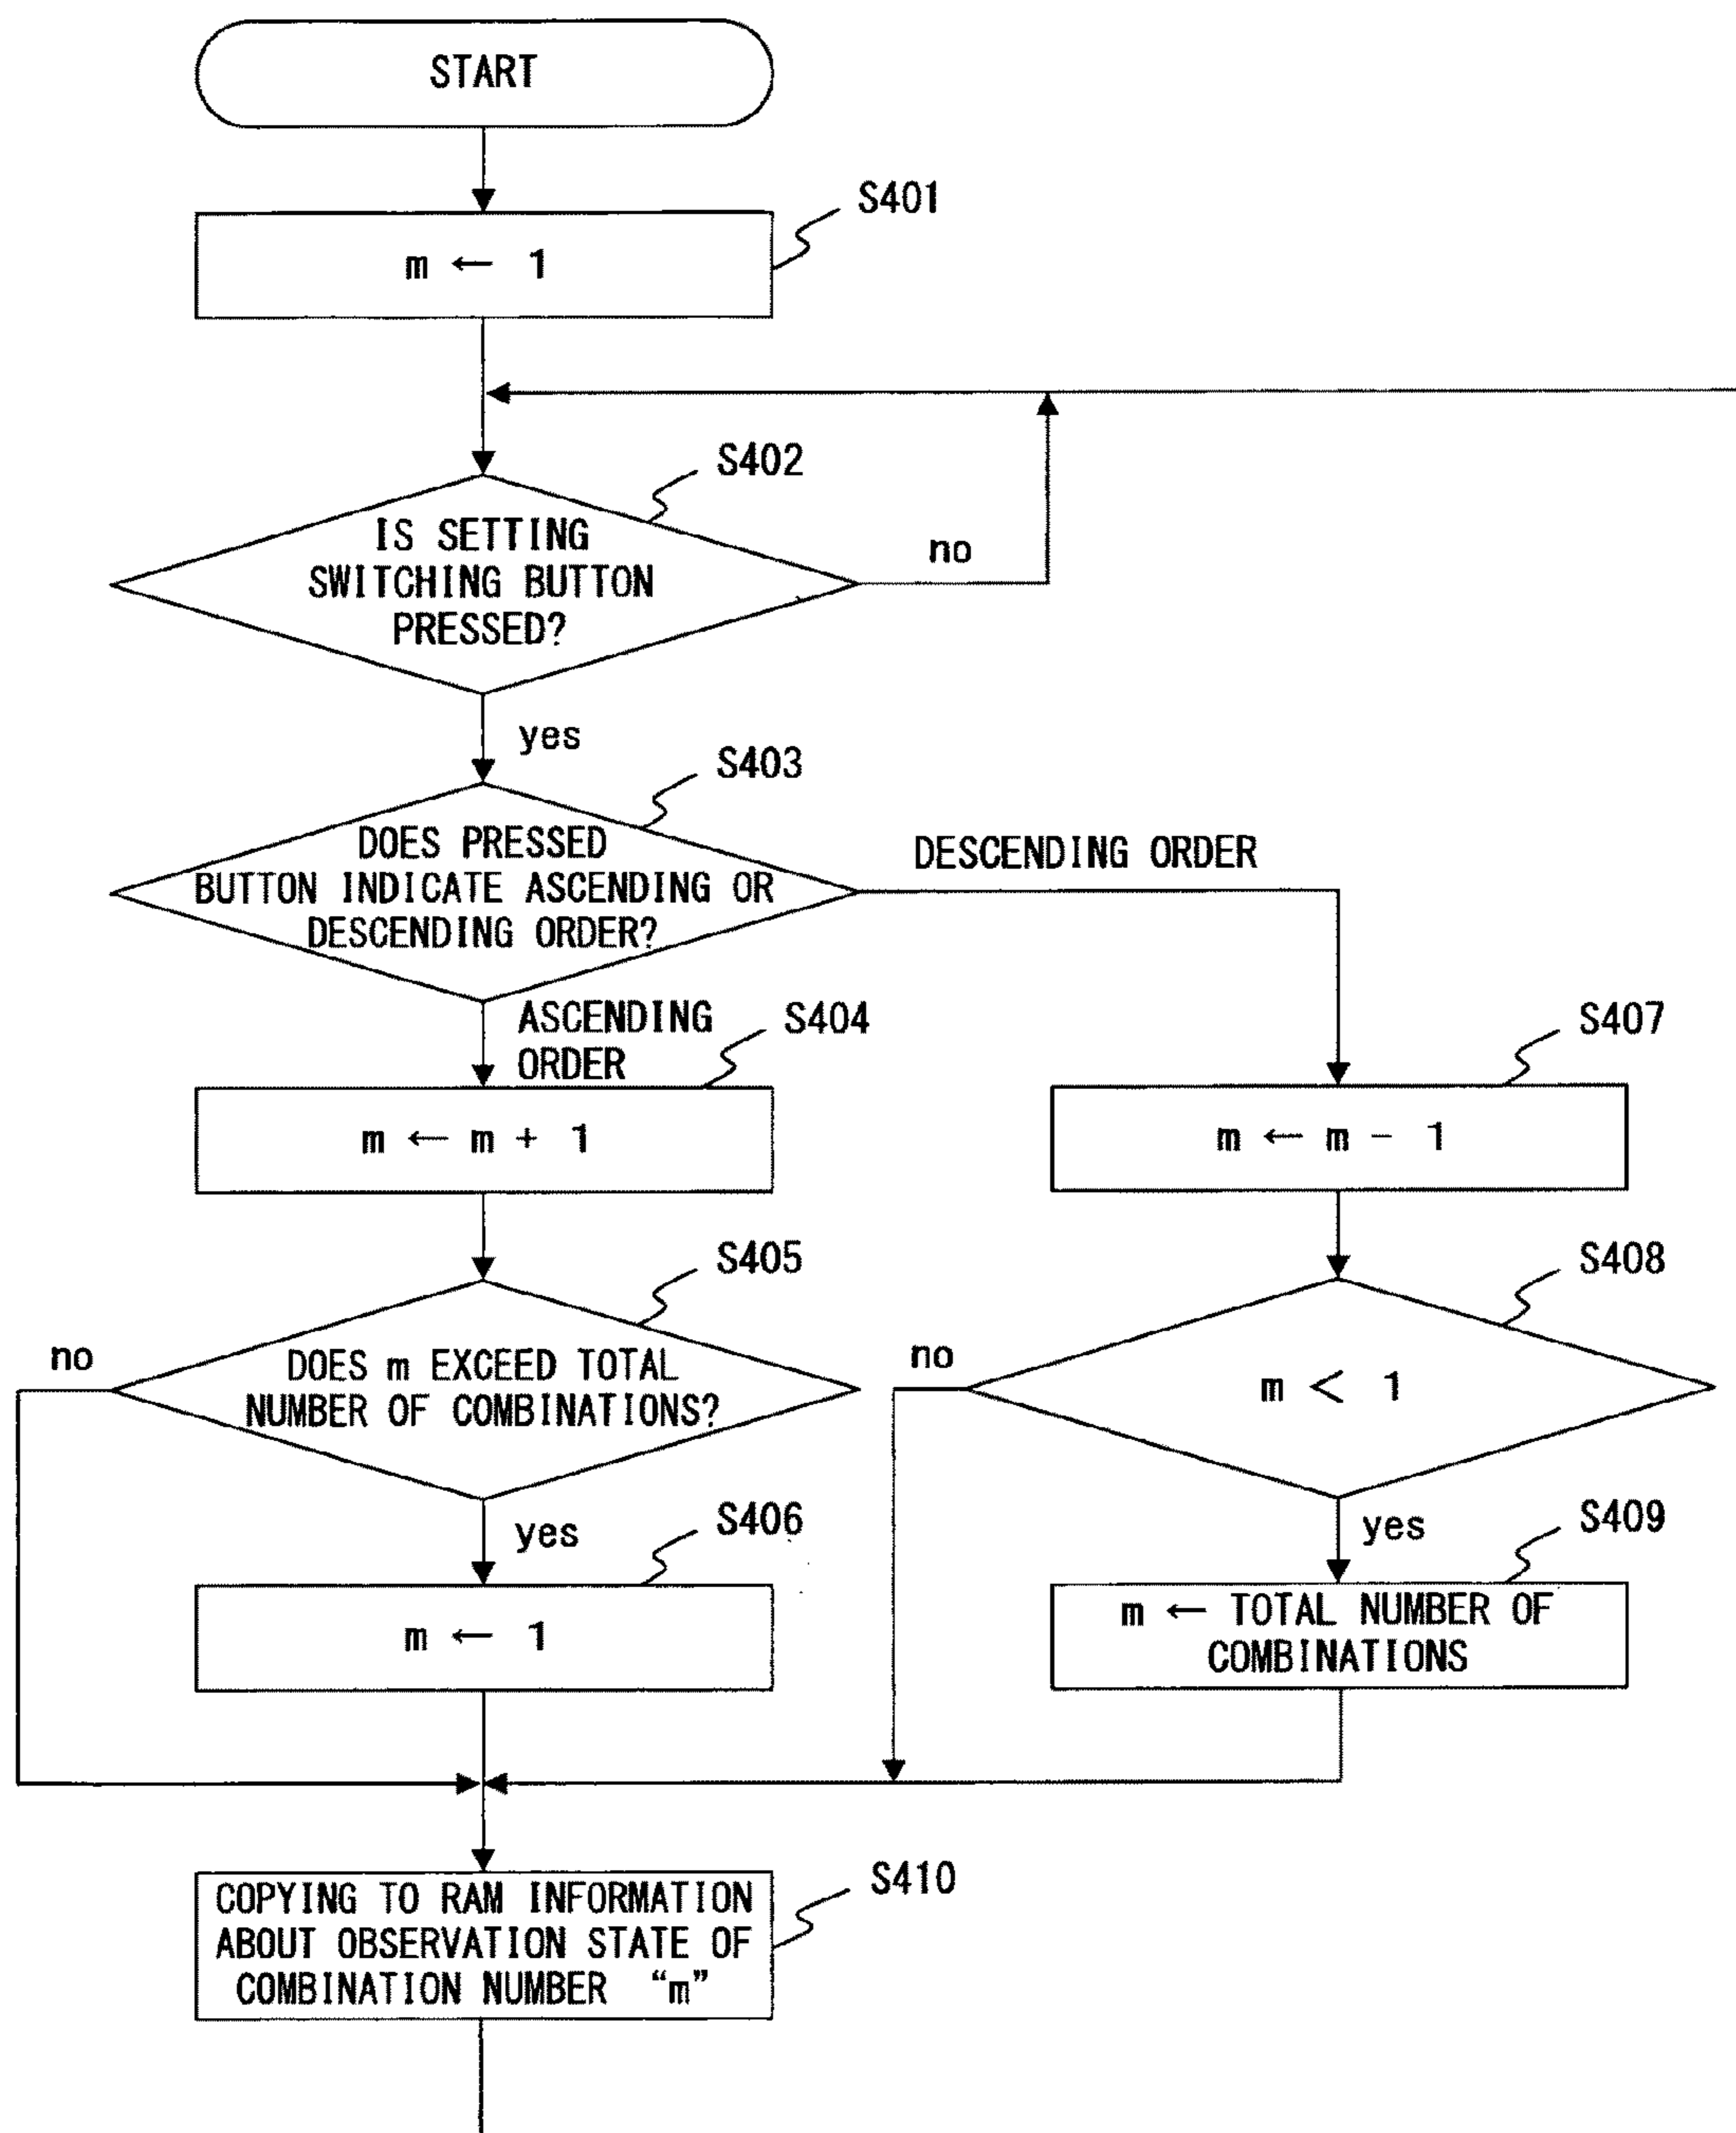 START
S401
m ← 1
S402
IS SETTING
SWITCHING BUTTON
PRESSED?
no
yes
S403
DOES PRESSED
BUTTON INDICATE ASCENDING OR
DESCENDING ORDER?
DESCENDING ORDER
ASCENDING
ORDER
S404
m ← m + 1
S407
m ← m - 1
S405
DOES m EXCEED TOTAL
NUMBER OF COMBINATIONS?
no
yes
S408
m < 1
no
yes
S406
m ← 1
S409
m ← TOTAL NUMBER OF
COMBINATIONS
S410
COPYING TO RAM INFORMATION
ABOUT OBSERVATION STATE OF
COMBINATION NUMBER “m”